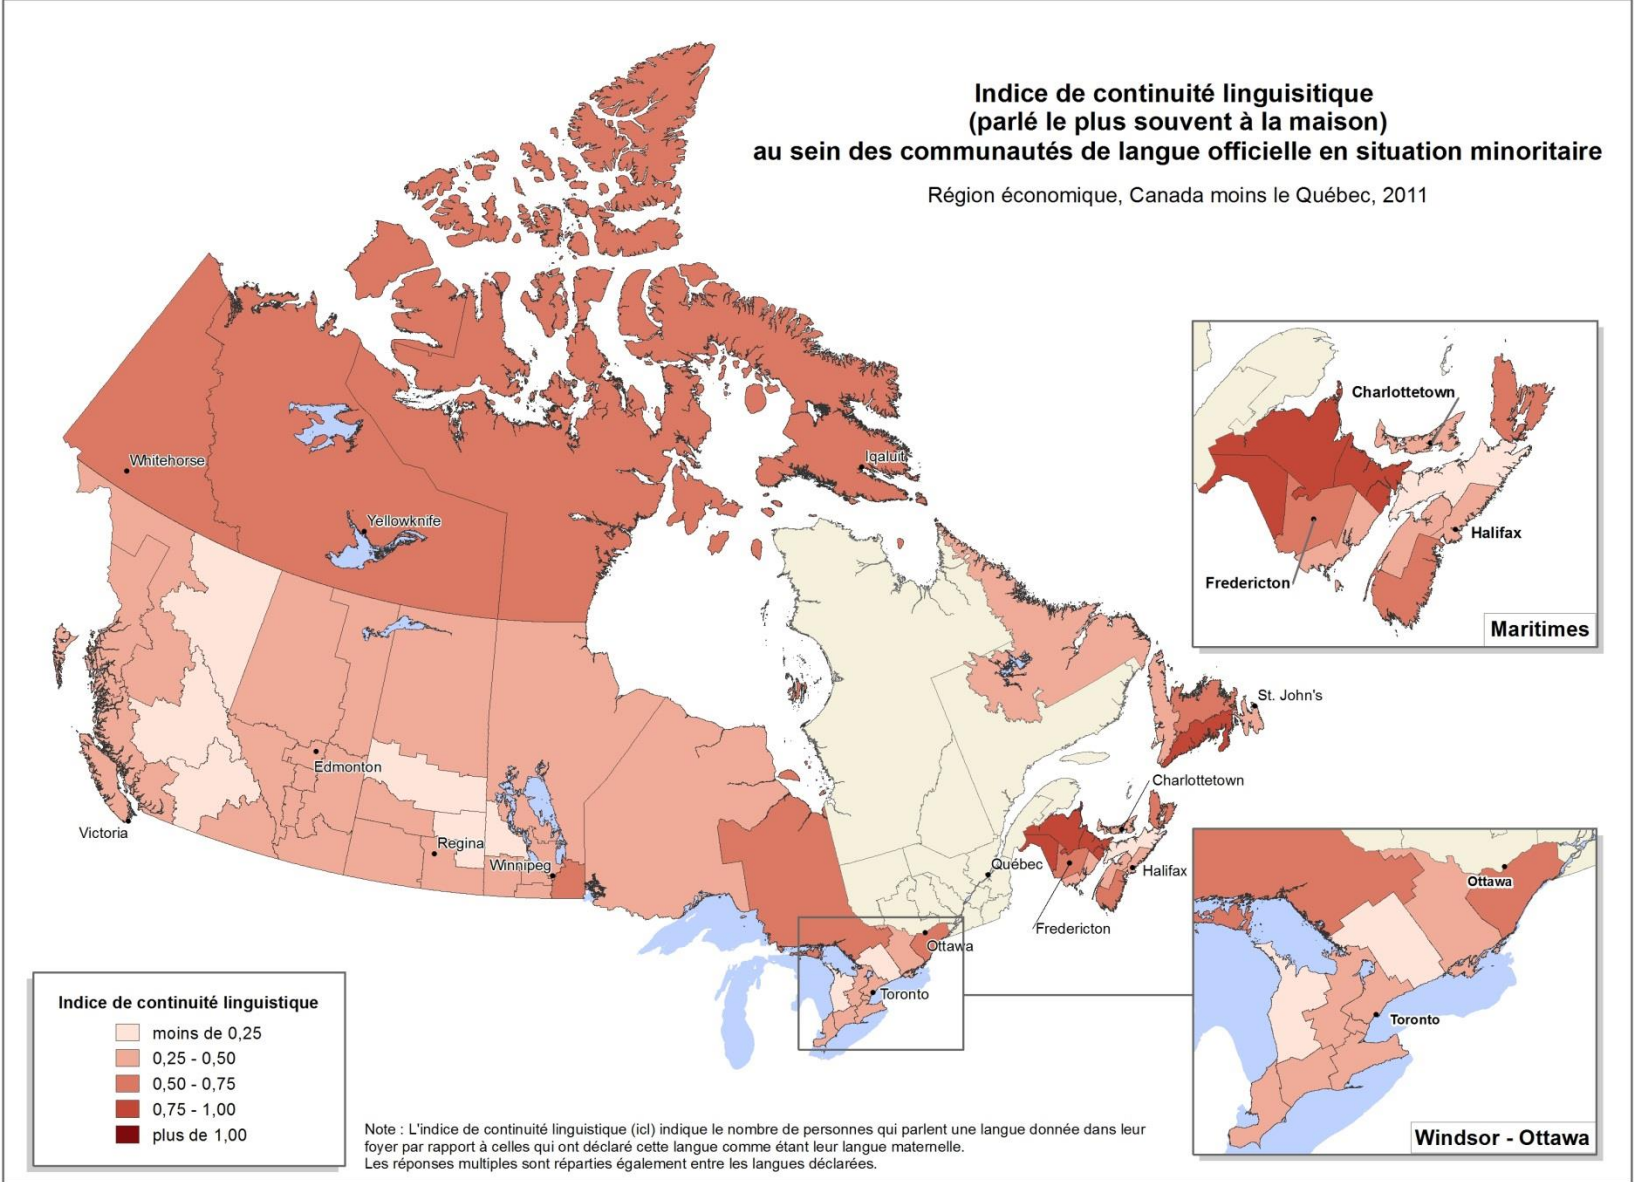 Indice de continuité linguisitique
(parlé le plus souvent à la maison)
au sein des communautés de langue officielle en situation minoritaire
Région économique, Canada moins le Québec, 2011
Whitehorse
Yellowknife
Iqaluit
Edmonton
Victoria
Regina
Winnipeg
Québec
Ottawa
Toronto
St. John's
Charlottetown
Halifax
Fredericton
Charlottetown
Halifax
Fredericton
Maritimes
Ottawa
Toronto
Windsor - Ottawa
Indice de continuité linguistique
moins de 0,25
0,25 - 0,50
0,50 - 0,75
0,75 - 1,00
plus de 1,00
Note : L'indice de continuité linguistique (icl) indique le nombre de personnes qui parlent une langue donnée dans leur
foyer par rapport à celles qui ont déclaré cette langue comme étant leur langue maternelle.
Les réponses multiples sont réparties également entre les langues déclarées.